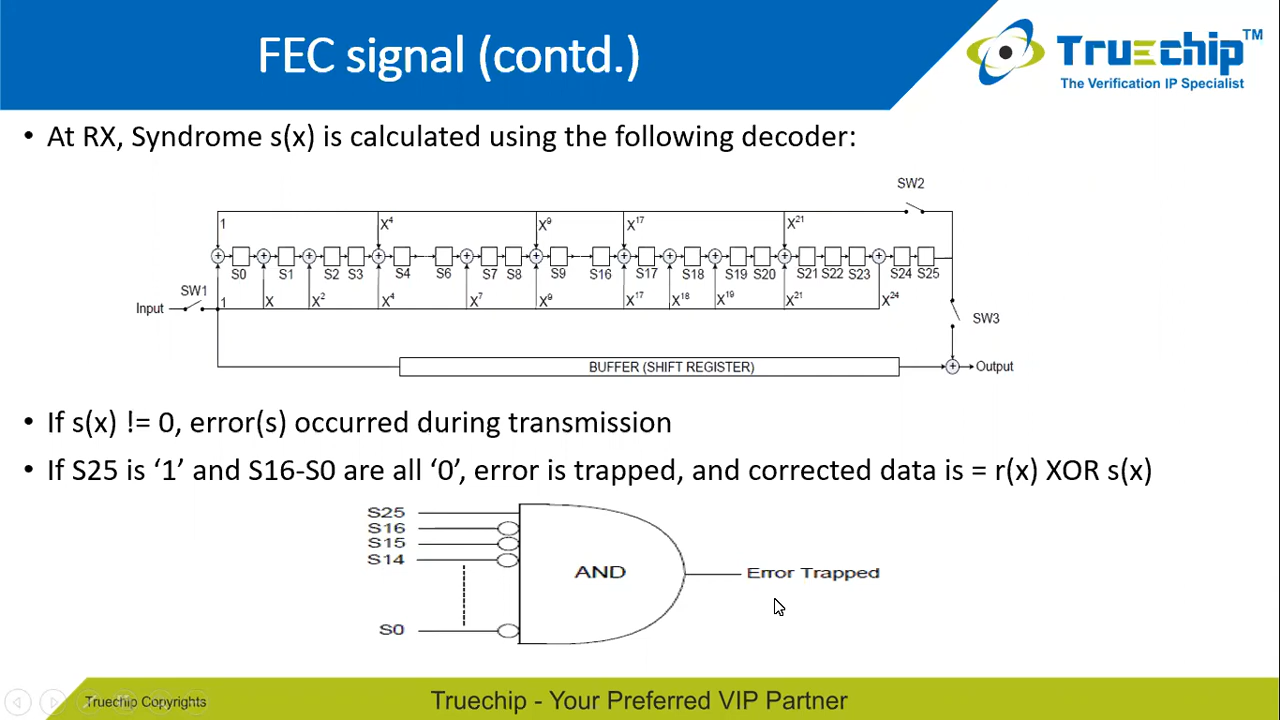 FEC signal (contd.)
Truechip™
The Verification IP Specialist
• At RX, Syndrome s(x) is calculated using the following decoder:
SW2
1 X⁴ X⁹ X¹⁷ X²¹
S0 S1 S2 S3 S4 S6 S7 S8 S9 S16 S17 S18 S19 S20 S21 S22 S23 S24 S25
SW1
Input 1 X X² X⁴ X⁷ X⁹ X¹⁷ X¹⁸ X¹⁹ X²¹ X²⁴
SW3
BUFFER (SHIFT REGISTER) Output
• If s(x) != 0, error(s) occurred during transmission
• If S25 is ‘1’ and S16-S0 are all ‘0’, error is trapped, and corrected data is = r(x) XOR s(x)
S25
S16
S15
S14
AND Error Trapped
S0
Truechip Copyrights
Truechip - Your Preferred VIP Partner